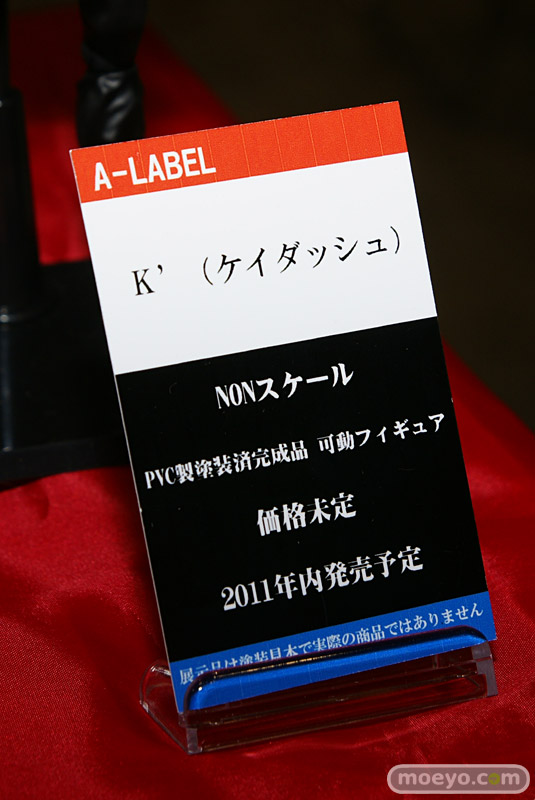 A-LABEL
K’（ケイダッシュ）
NONスケール
PVC製塗装済完成品 可動フィギュア
価格未定
2011年内発売予定
展示品は塗装見本で実際の商品ではありません
moeyo.com